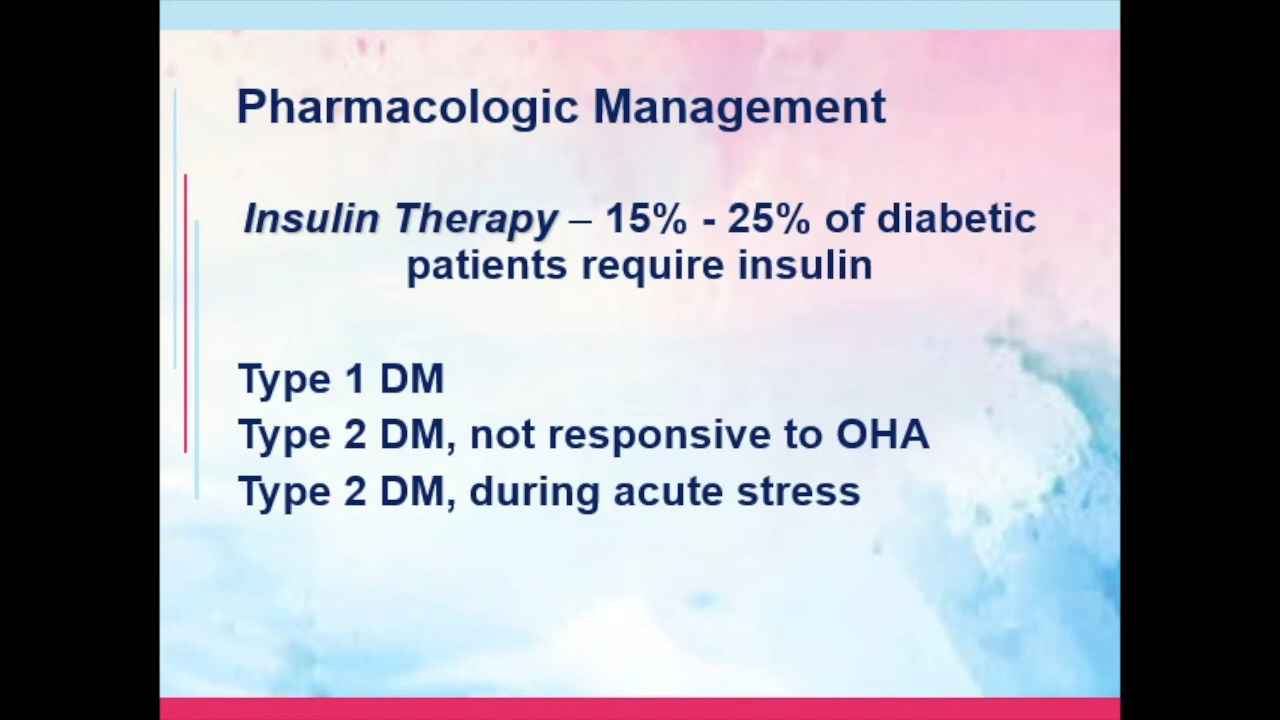 Pharmacologic Management
Insulin Therapy – 15% - 25% of diabetic
patients require insulin
Type 1 DM
Type 2 DM, not responsive to OHA
Type 2 DM, during acute stress